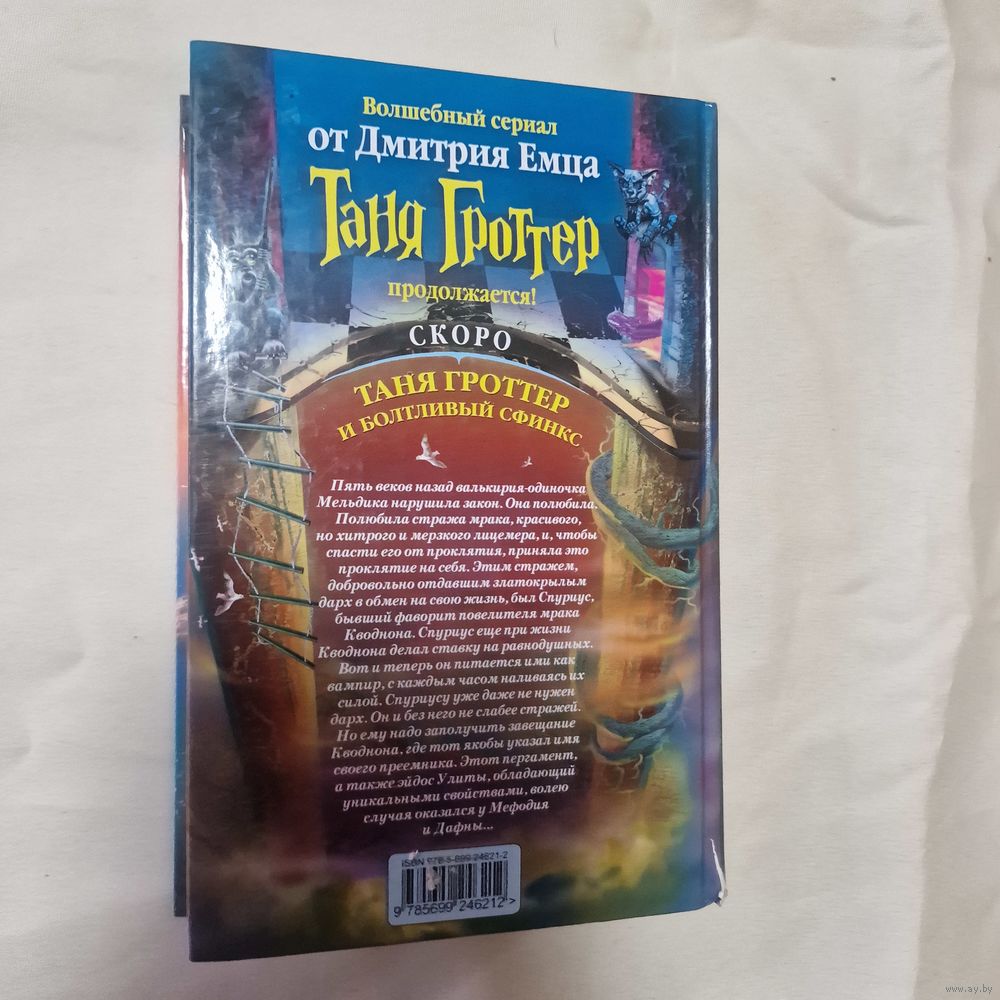 Волшебный сериал
от Дмитрия Емца
Таня Гроттер
продолжается!
СКОРО
ТАНЯ ГРОТТЕР
И БОЛТЛИВЫЙ СФИНКС
Пять веков назад валькирия-одиночка
Мельдика нарушила закон. Она полюбила.
Полюбила стража мрака, красивого,
но хитрого и мерзкого лицемера, и, чтобы
спасти его от проклятия, приняла это
проклятие на себя. Этим стражем,
добровольно отдавшим златокрылым
дарх в обмен на свою жизнь, был Спуриус,
бывший фаворит повелителя мрака
Кводнона. Спуриус еще при жизни
Кводнона делал ставку на равнодушных.
Вот и теперь он питается ими как
вампир, с каждым часом наливаясь их
силой. Спуриусу уже даже не нужен
дарх. Он и без него не слабее стражей.
Но ему надо заполучить завещание
Кводнона, где тот якобы указал имя
своего преемника. Этот пергамент,
а также эйдос Улиты, обладающий
уникальными свойствами, волею
случая оказался у Мефодия
и Дафны...
ISBN 978-5-699-24621-2
9 785699 246212 >
www.ay.by